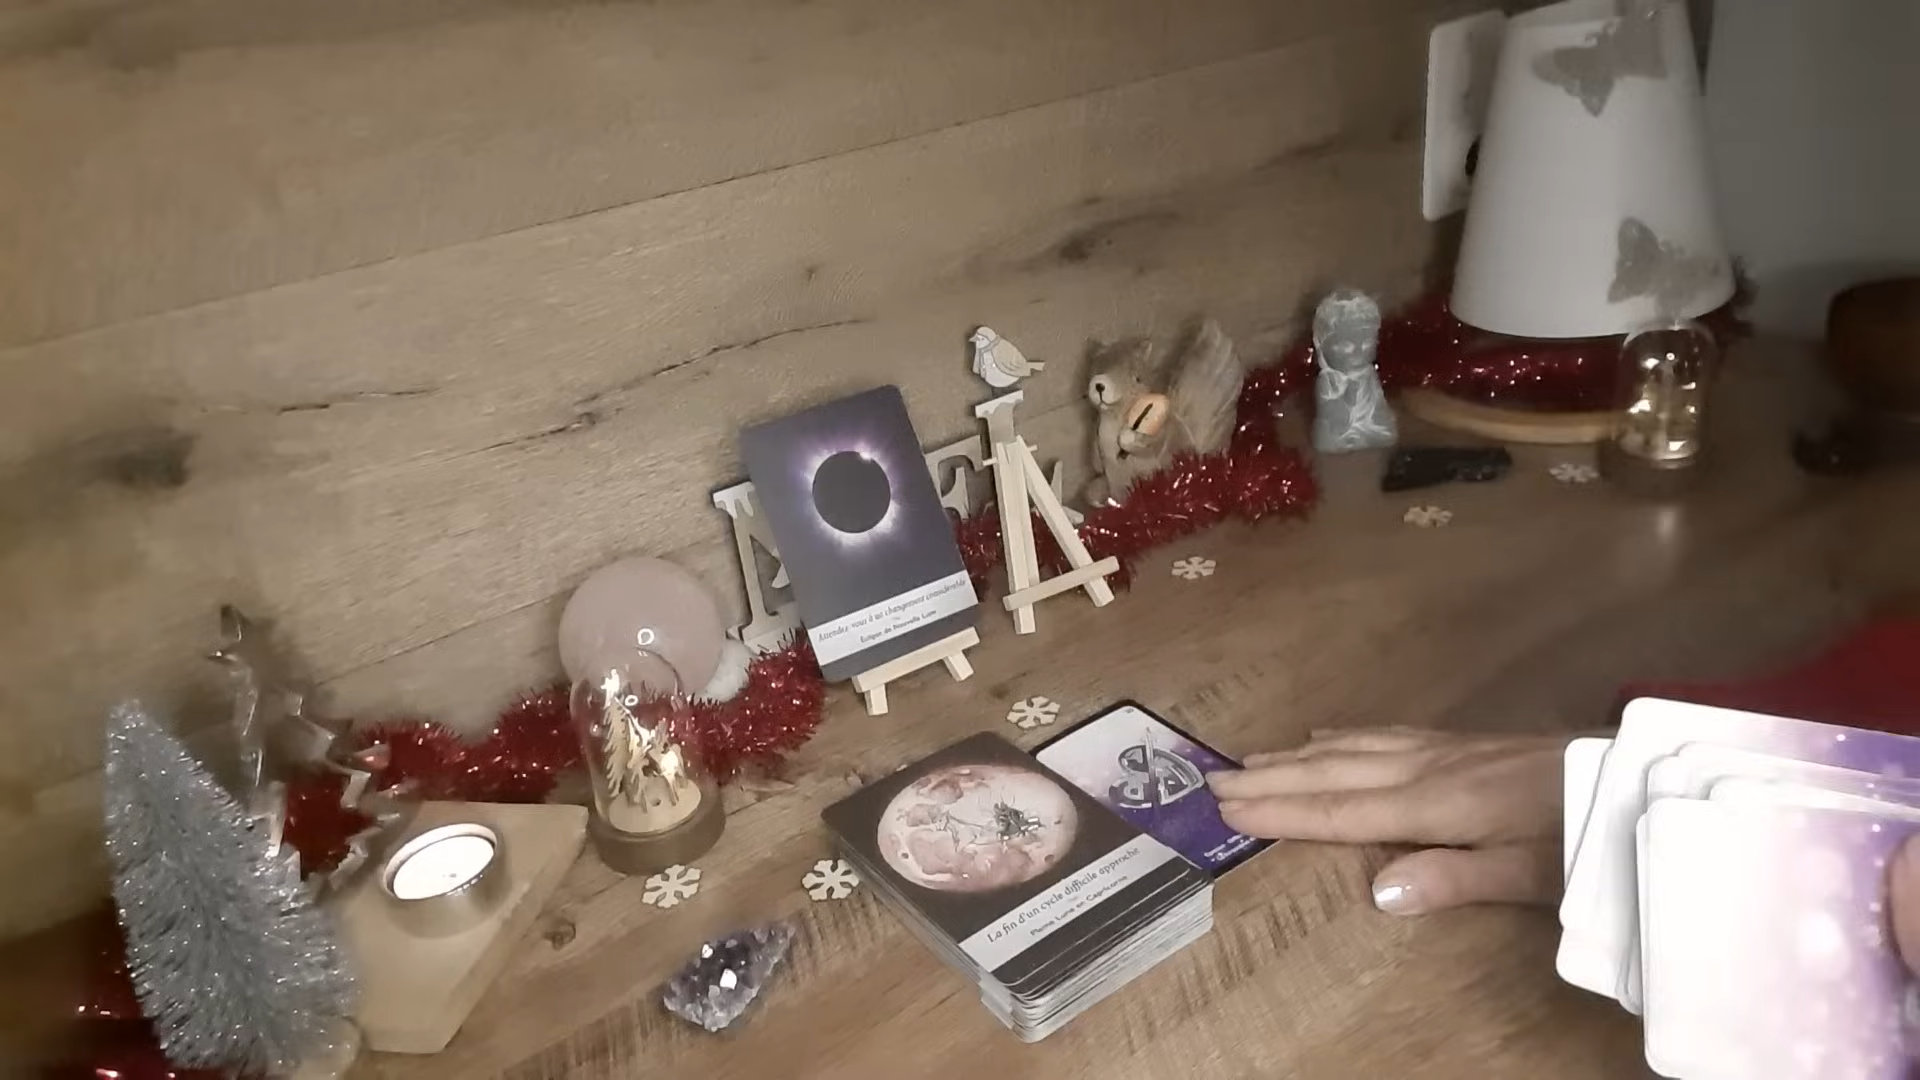 Attendez-vous à un changement considérable
Éclipse de Nouvelle Lune
La fin d'un cycle difficile approche
Pleine Lune en Capricorne